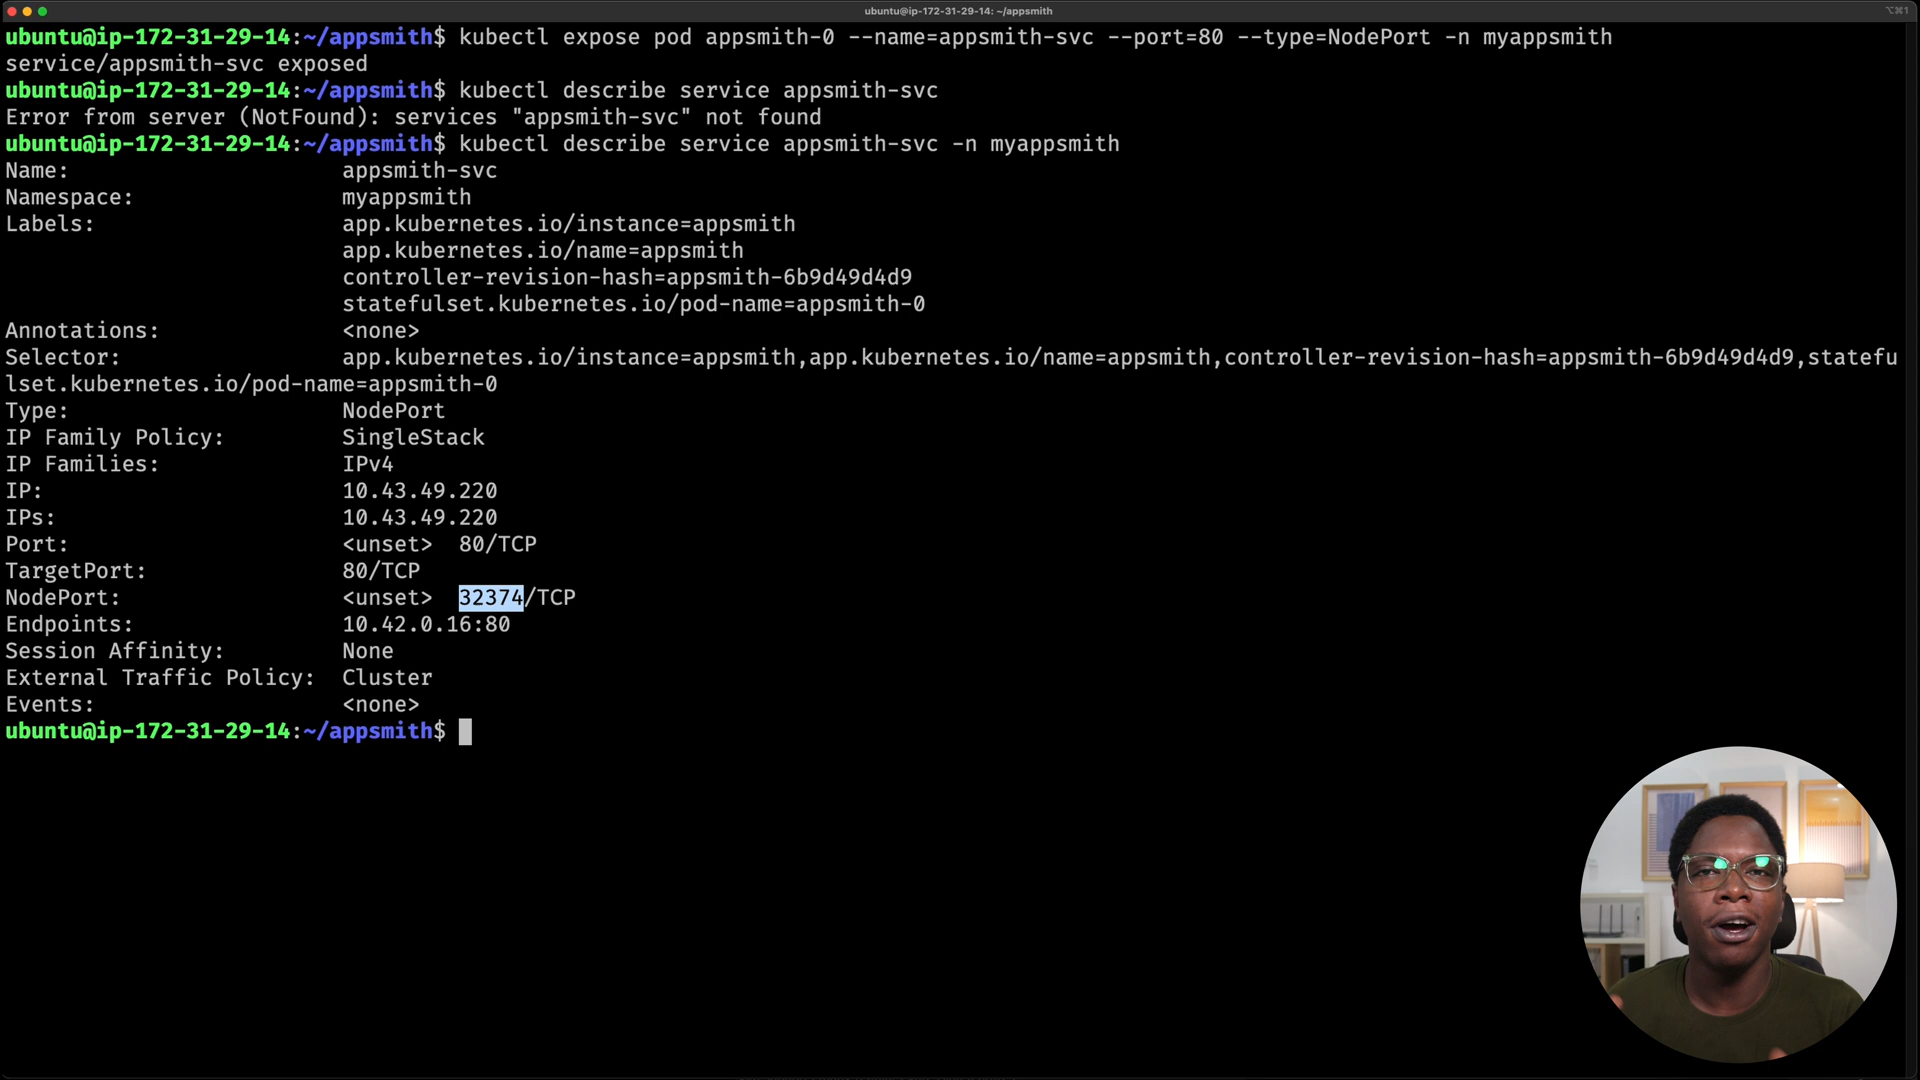 ubuntu@ip-172-31-29-14: ~/appsmith
⌥⌘1
ubuntu@ip-172-31-29-14:~/appsmith$ kubectl expose pod appsmith-0 --name=appsmith-svc --port=80 --type=NodePort -n myappsmith
service/appsmith-svc exposed
ubuntu@ip-172-31-29-14:~/appsmith$ kubectl describe service appsmith-svc
Error from server (NotFound): services "appsmith-svc" not found
ubuntu@ip-172-31-29-14:~/appsmith$ kubectl describe service appsmith-svc -n myappsmith
Name: appsmith-svc
Namespace: myappsmith
Labels: app.kubernetes.io/instance=appsmith
app.kubernetes.io/name=appsmith
controller-revision-hash=appsmith-6b9d49d4d9
statefulset.kubernetes.io/pod-name=appsmith-0
Annotations: <none>
Selector: app.kubernetes.io/instance=appsmith,app.kubernetes.io/name=appsmith,controller-revision-hash=appsmith-6b9d49d4d9,statefu
lset.kubernetes.io/pod-name=appsmith-0
Type: NodePort
IP Family Policy: SingleStack
IP Families: IPv4
IP: 10.43.49.220
IPs: 10.43.49.220
Port: <unset> 80/TCP
TargetPort: 80/TCP
NodePort: <unset> 32374/TCP
Endpoints: 10.42.0.16:80
Session Affinity: None
External Traffic Policy: Cluster
Events: <none>
ubuntu@ip-172-31-29-14:~/appsmith$